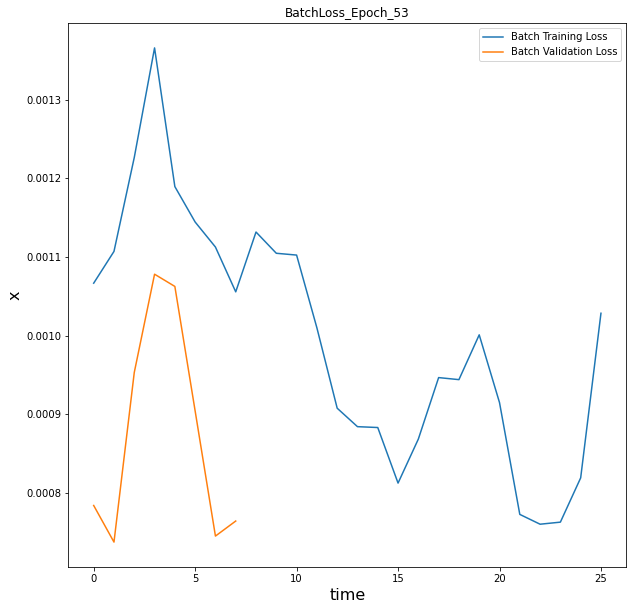 BatchLoss_Epoch_53
Batch Training Loss
Batch Validation Loss
0.0013
0.0012
0.0011
0.0010
0.0009
0.0008
x
0 5 10 15 20 25
time